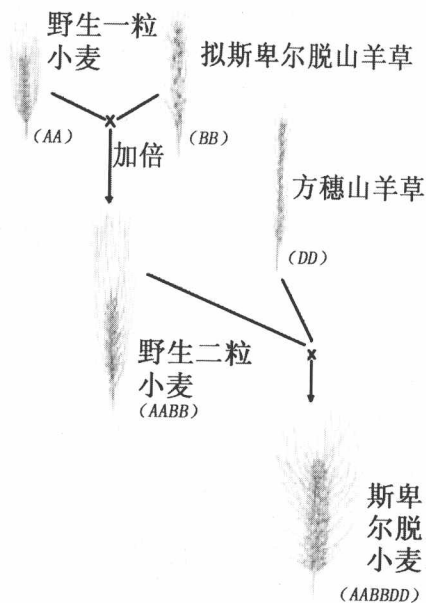 野生一粒
小麦
拟斯卑尔脱山羊草
(AA)
×
(BB)
加倍
方穗山羊草
(DD)
×
野生二粒
小麦
(AABB)
斯卑
尔脱
小麦
(AABBDD)